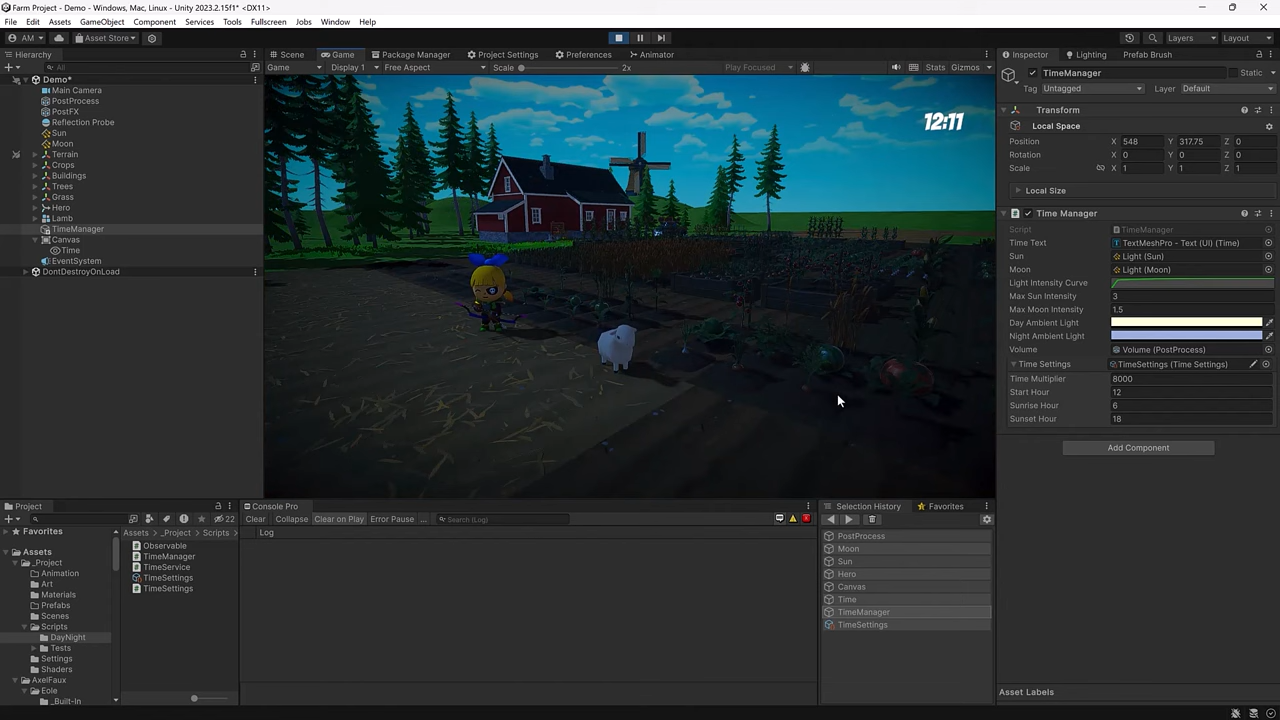 Farm Project - Demo - Windows, Mac, Linux - Unity 2023.2.15f1* <DX11>
File Edit Assets GameObject Component Services Tools Fullscreen Jobs Window Help
AM Asset Store Layers Layout
Hierarchy Scene Game Package Manager Project Settings Preferences Animator Inspector Lighting Prefab Brush
All Game Display 1 Free Aspect Scale 2x Play Focused Stats Gizmos TimeManager Static
Demo*
Main Camera
PostProcess
PostFX
Reflection Probe
Sun
Moon
Terrain
Crops
Buildings
Trees
Grass
Hero
Lamb
TimeManager
Canvas
Time
EventSystem
DontDestroyOnLoad
12:11
Tag Untagged Layer Default
Transform
Local Space
Position X 548 Y 317.75 Z 0
Rotation X 0 Y 0 Z 0
Scale X 1 Y 1 Z 1
Local Size
Time Manager
Script TimeManager
Time Text TextMeshPro - Text (UI) (Time)
Sun Light (Sun)
Moon Light (Moon)
Light Intensity Curve
Max Sun Intensity 3
Max Moon Intensity 1.5
Day Ambient Light
Night Ambient Light
Volume Volume (PostProcess)
Time Settings TimeSettings (Time Settings)
Time Multiplier 8000
Start Hour 12
Sunrise Hour 6
Sunset Hour 18
Add Component
Asset Labels
Project
22
Favorites
Assets
_Project
Animation
Art
Materials
Prefabs
Scenes
Scripts
DayNight
Tests
Settings
Shaders
AxelFaux
Eole
_Built-In
Assets _Project Scripts
Observable
TimeManager
TimeService
TimeSettings
TimeSettings
Console Pro
Clear Collapse Clear on Play Error Pause ... Search (Log)
Log
Selection History Favorites
PostProcess
Moon
Sun
Hero
Canvas
Time
TimeManager
TimeSettings